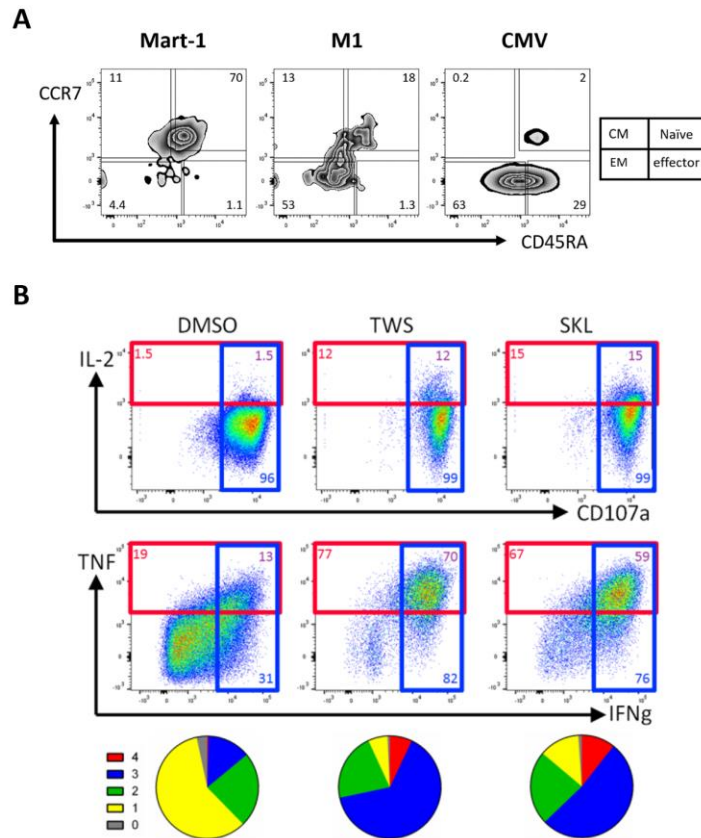 A
Mart-1 M1 CMV
CCR7
11 70 13 18 0.2 2
4.4 1.1 53 1.3 63 29
CM Naïve
EM effector
CD45RA
B
DMSO TWS SKL
IL-2
1.5 1.5 12 12 15 15
96 99 99
CD107a
TNF
19 13 77 70 67 59
31 82 76
IFNg
4
3
2
1
0